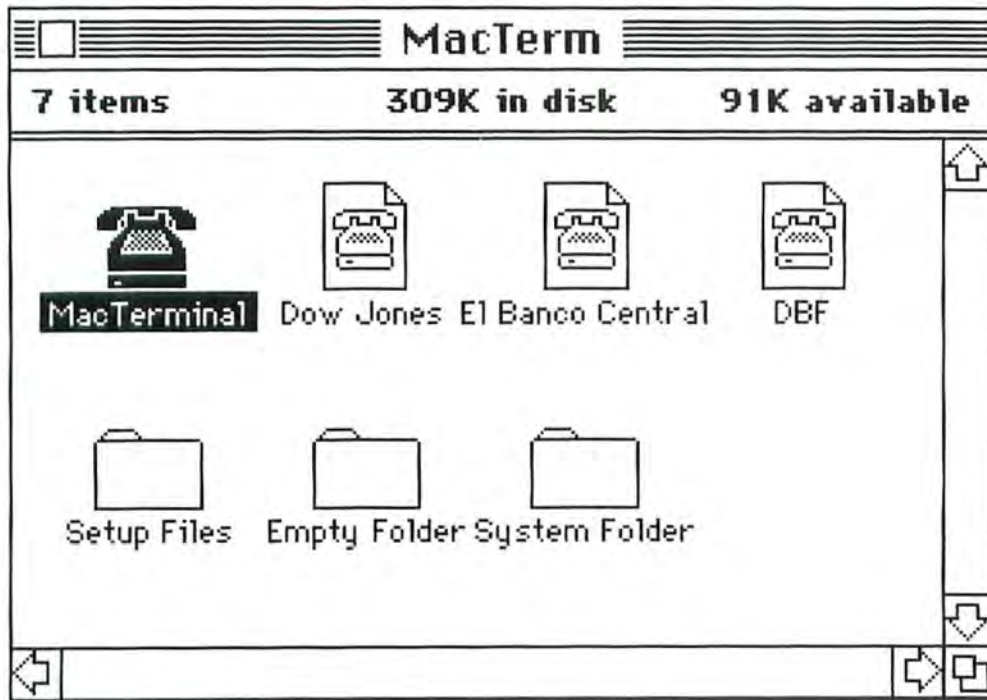 MacTerm
7 items 309K in disk 91K available
MacTerminal Dow Jones El Banco Central DBF
Setup Files Empty Folder System Folder